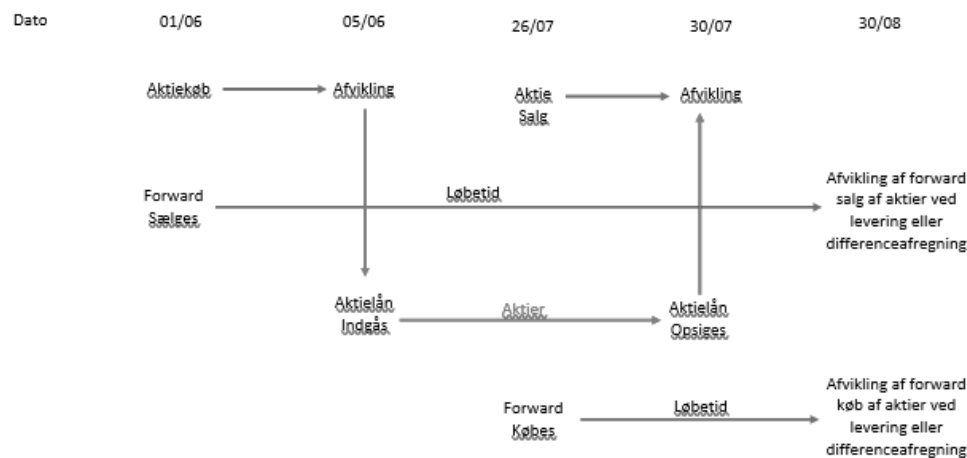 Dato 01/06 05/06 26/07 30/07 30/08
Aktiekøb Afvikling Aktie Afvikling
Salg
Forward Løbetid Afvikling af forward
Sælges salg af aktier ved
levering eller
differenceafregning
Aktielån Aktier Aktielån
Indgås Opsiges
Forward Løbetid Afvikling af forward
Købes køb af aktier ved
levering eller
differenceafregning